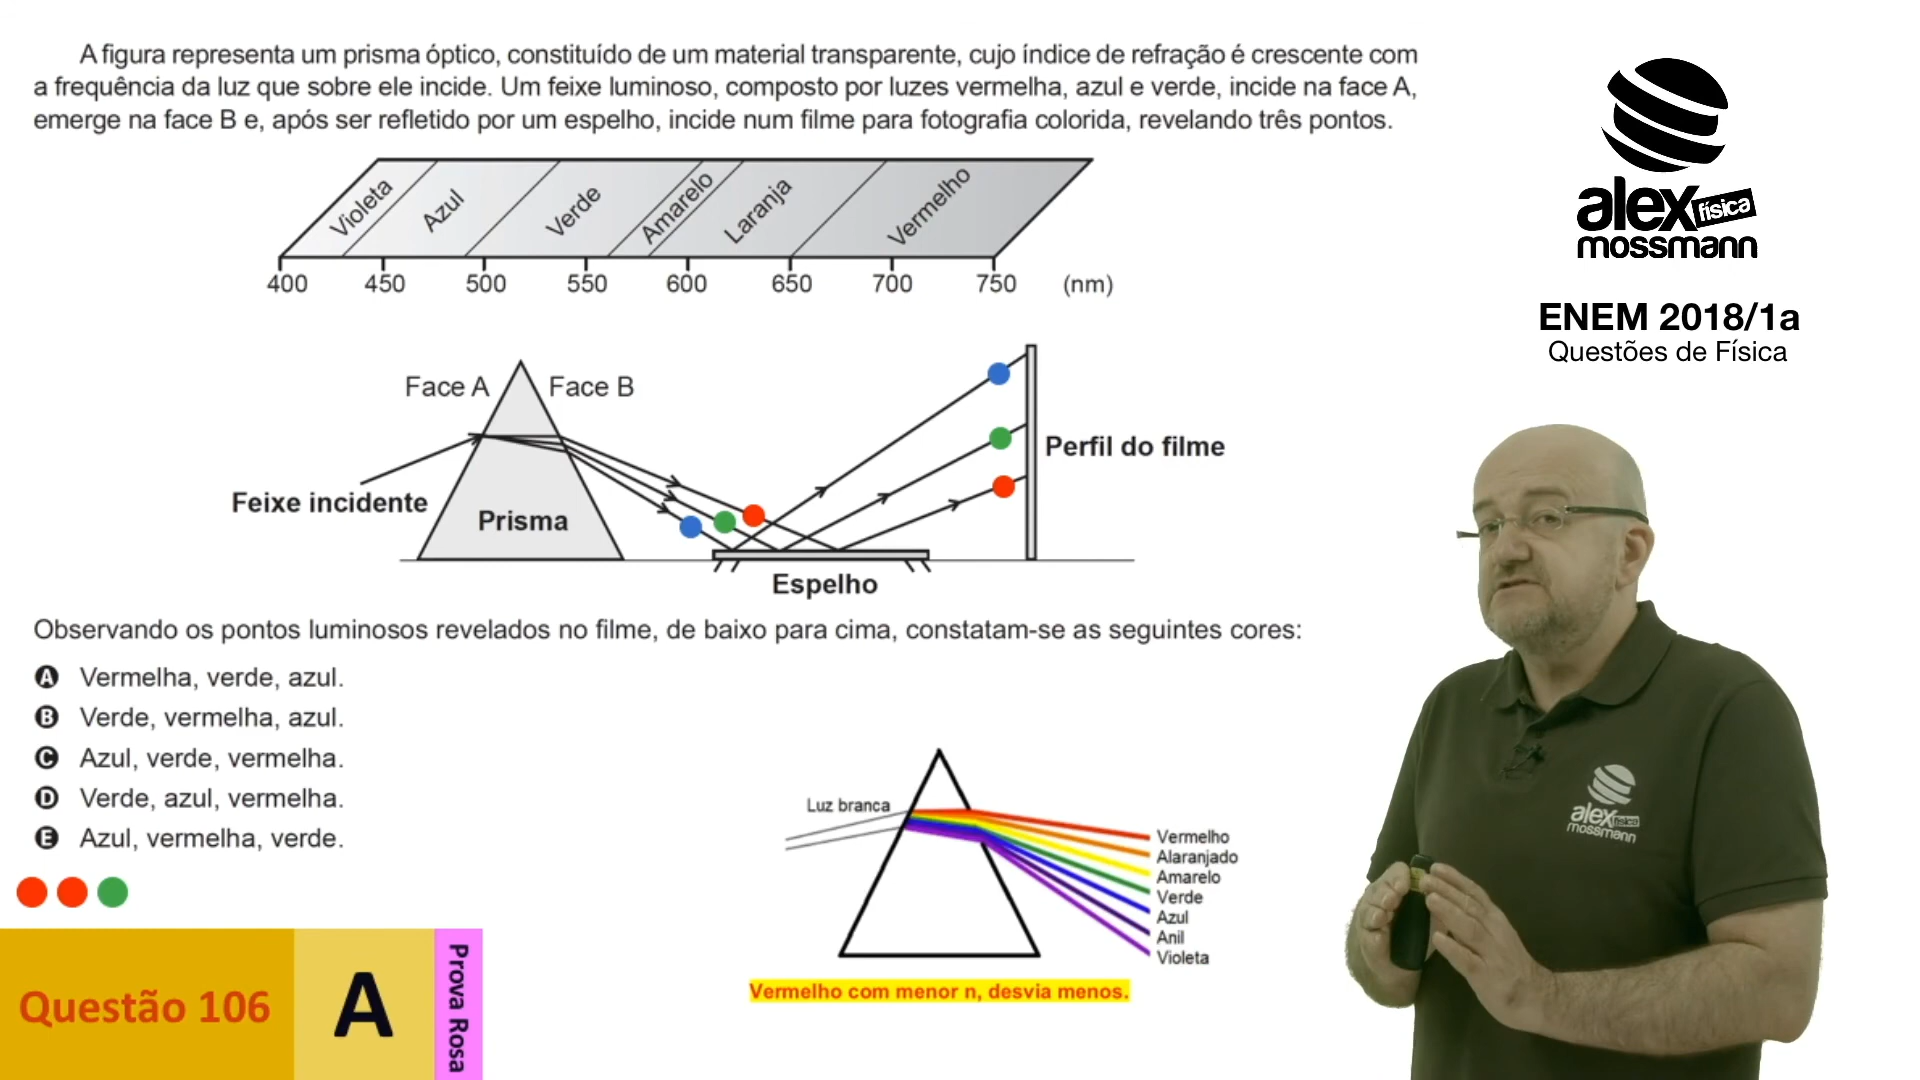 A figura representa um prisma óptico, constituído de um material transparente, cujo índice de refração é crescente com
a frequência da luz que sobre ele incide. Um feixe luminoso, composto por luzes vermelha, azul e verde, incide na face A,
emerge na face B e, após ser refletido por um espelho, incide num filme para fotografia colorida, revelando três pontos.
Violeta
Azul
Verde
Amarelo
Laranja
Vermelho
400 450 500 550 600 650 700 750 (nm)
Face A
Face B
Feixe incidente
Prisma
Espelho
Perfil do filme
Observando os pontos luminosos revelados no filme, de baixo para cima, constatam-se as seguintes cores:
A Vermelha, verde, azul.
B Verde, vermelha, azul.
C Azul, verde, vermelha.
D Verde, azul, vermelha.
E Azul, vermelha, verde.
Luz branca
Vermelho
Alaranjado
Amarelo
Verde
Azul
Anil
Violeta
Vermelho com menor n, desvia menos.
Questão 106
A
Prova Rosa
alex física
mossmann
ENEM 2018/1a
Questões de Física
alex física
mossmann